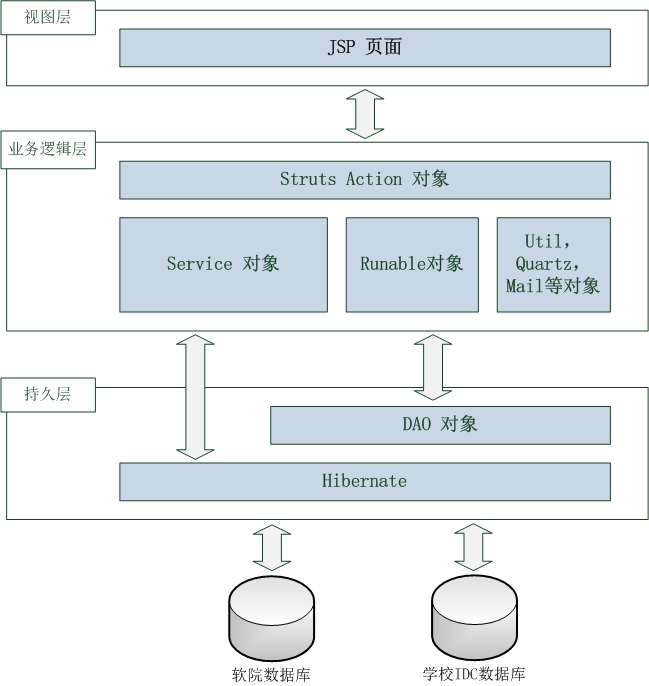 视图层
JSP 页面
业务逻辑层
Struts Action 对象
Service 对象
Runable对象
Util,
Quartz,
Mail等对象
持久层
DAO 对象
Hibernate
软院数据库
学校IDC数据库